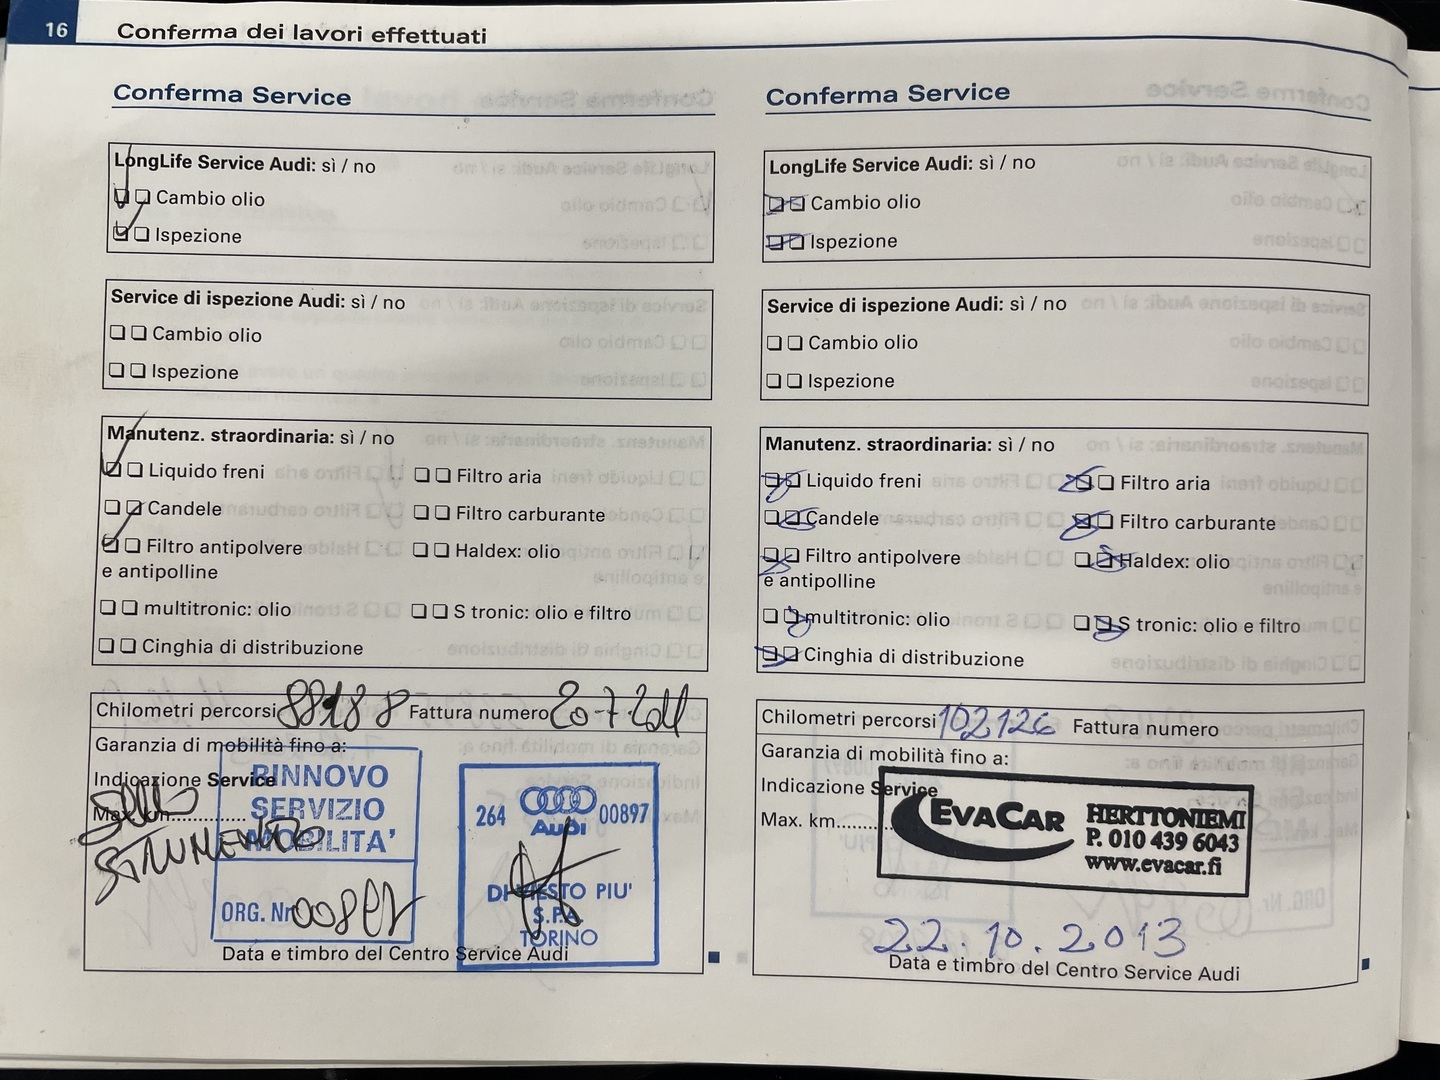 16 Conferma dei lavori effettuati
Conferma Service
LongLife Service Audi: sì / no
Cambio olio
Ispezione
Service di ispezione Audi: sì / no
Cambio olio
Ispezione
Manutenz. straordinaria: sì / no
Liquido freni Filtro aria
Candele Filtro carburante
Filtro antipolvere Haldex: olio
e antipolline
multitronic: olio S tronic: olio e filtro
Cinghia di distribuzione
Chilometri percorsi 88188 Fattura numero 20-7-2011
Garanzia di mobilità fino a:
Indicazione Service
Max. km
STRUMENTO
RINNOVO
SERVIZIO
MOBILITA'
ORG. Nr 00897
264 Audi 00897
DI VIESTO PIU'
S.P.A.
TORINO
Data e timbro del Centro Service Audi
Conferma Service
LongLife Service Audi: sì / no
Cambio olio
Ispezione
Service di ispezione Audi: sì / no
Cambio olio
Ispezione
Manutenz. straordinaria: sì / no
Liquido freni Filtro aria
Candele Filtro carburante
Filtro antipolvere Haldex: olio
e antipolline
multitronic: olio S tronic: olio e filtro
Cinghia di distribuzione
Chilometri percorsi 102126 Fattura numero
Garanzia di mobilità fino a:
Indicazione Service
Max. km..........
EVACAR HERTTONIEMI
P. 010 439 6043
www.evacar.fi
22.10.2013
Data e timbro del Centro Service Audi